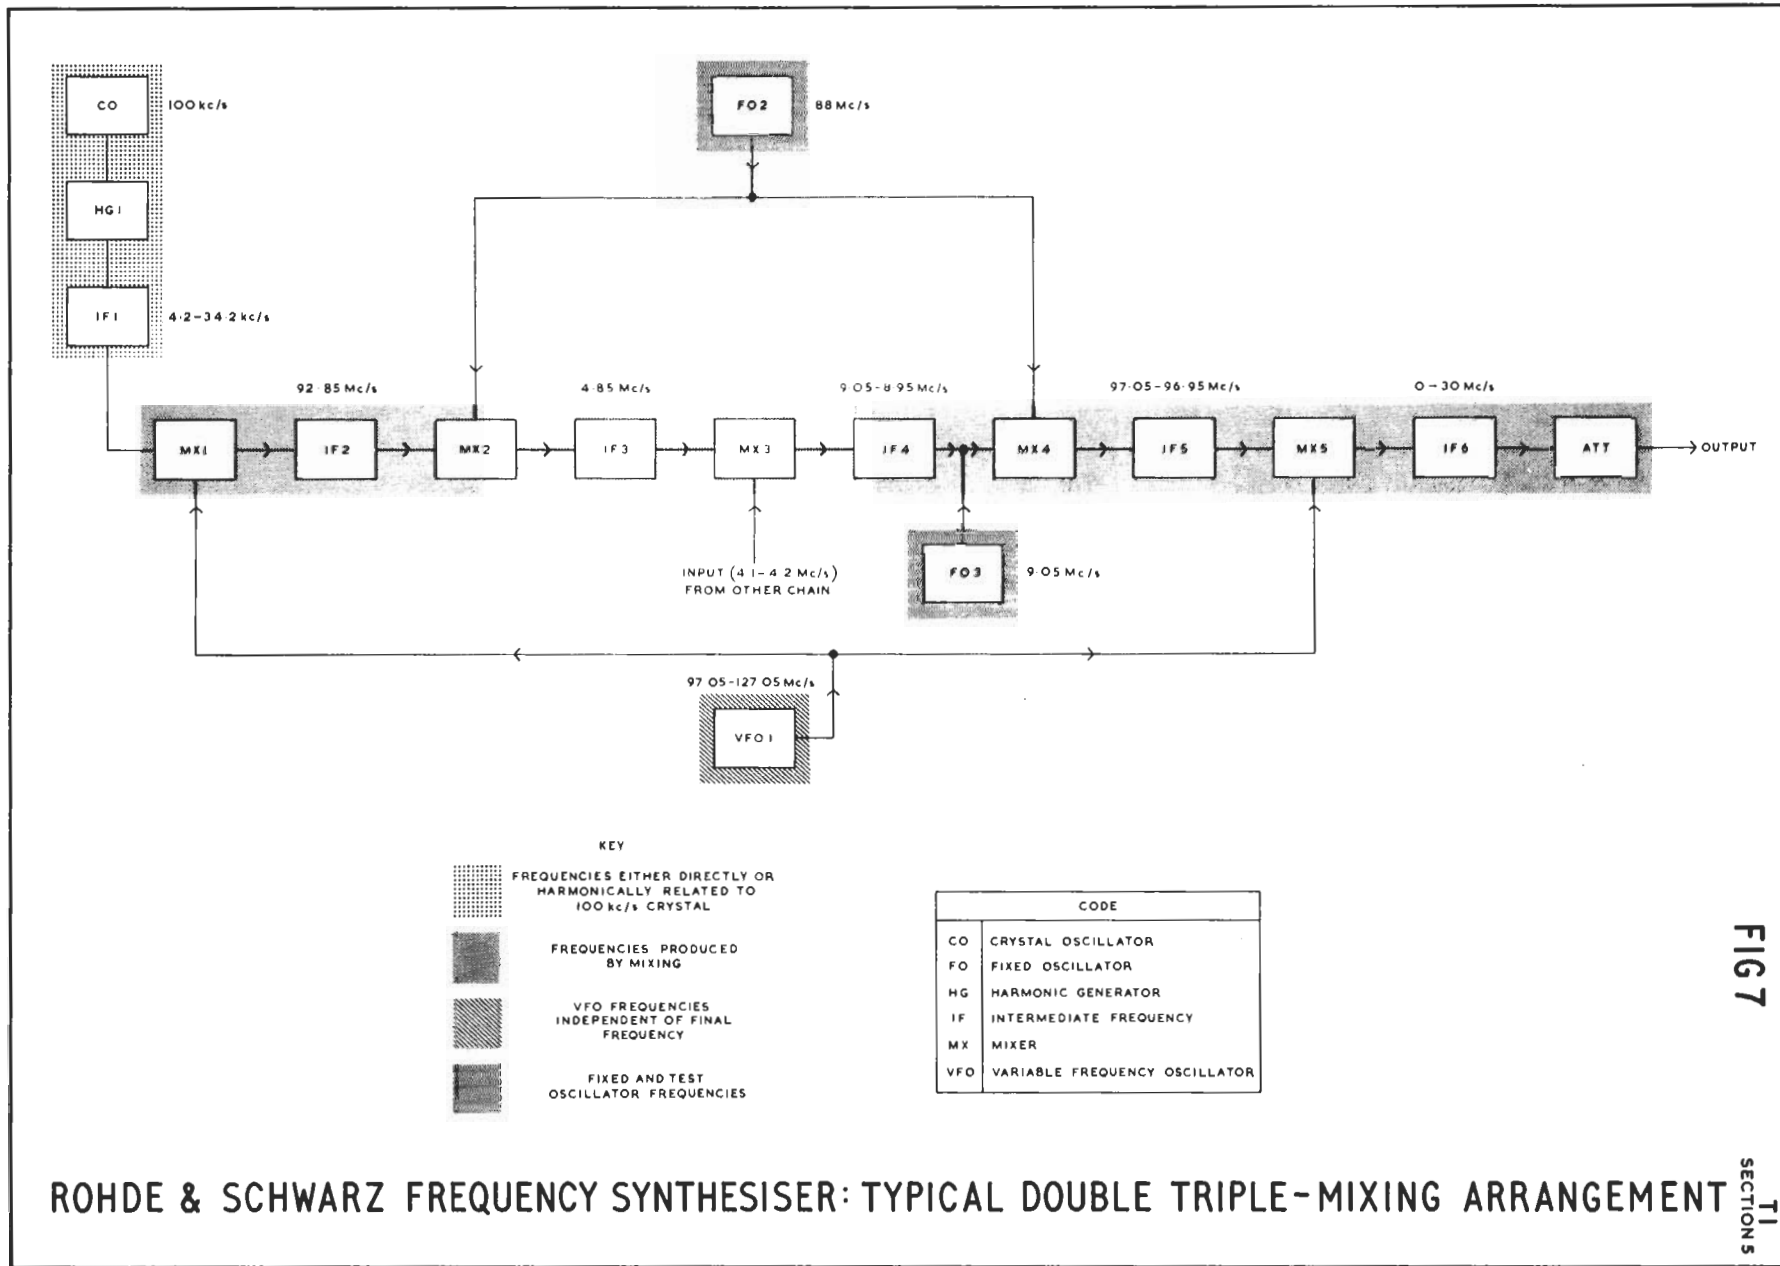 CO
100 kc/s
FO2
88 Mc/s
HG1
IF1
4·2-34·2 kc/s
92·85 Mc/s
4·85 Mc/s
9·05-8·95 Mc/s
97·05-96·95 Mc/s
0-30 Mc/s
MX1
IF2
MX2
IF3
MX3
IF4
MX4
IF5
MX5
IF6
ATT
OUTPUT
INPUT (4·1-4·2 Mc/s)
FROM OTHER CHAIN
FO3
9·05 Mc/s
97·05-127·05 Mc/s
VFO1
KEY
FREQUENCIES EITHER DIRECTLY OR
HARMONICALLY RELATED TO
100 kc/s CRYSTAL
FREQUENCIES PRODUCED
BY MIXING
VFO FREQUENCIES
INDEPENDENT OF FINAL
FREQUENCY
FIXED AND TEST
OSCILLATOR FREQUENCIES
CODE
CO CRYSTAL OSCILLATOR
FO FIXED OSCILLATOR
HG HARMONIC GENERATOR
IF INTERMEDIATE FREQUENCY
MX MIXER
VFO VARIABLE FREQUENCY OSCILLATOR
FIG 7
ROHDE & SCHWARZ FREQUENCY SYNTHESISER: TYPICAL DOUBLE TRIPLE-MIXING ARRANGEMENT
TI
SECTION 5